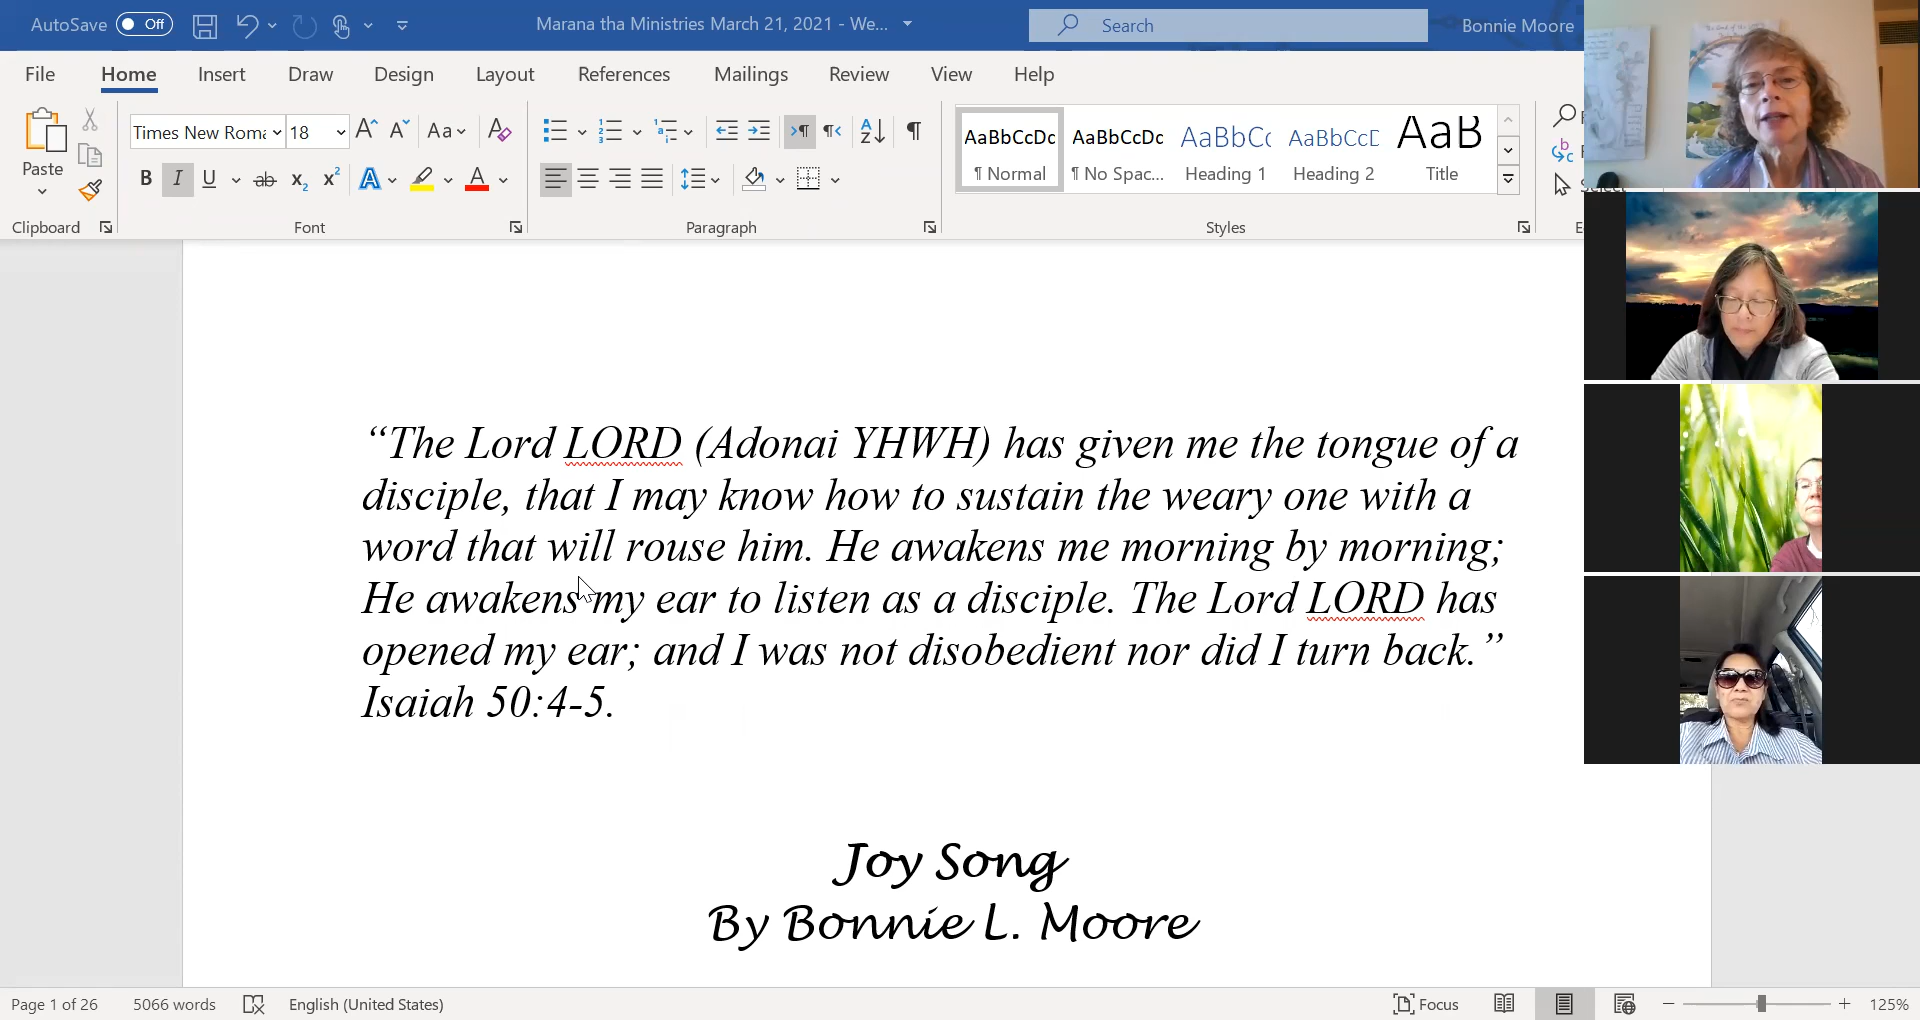 AutoSave Off Marana tha Ministries March 21, 2021 - We... Search Bonnie Moore
File Home Insert Draw Design Layout References Mailings Review View Help
Times New Roma 18 Aa
AaBbCcDc AaBbCcDc AaBbCc AaBbCcD AaB
Paste
B I U ab x2 x2 A A
¶ Normal ¶ No Spac... Heading 1 Heading 2 Title
Clipboard Font Paragraph Styles
“The Lord LORD (Adonai YHWH) has given me the tongue of a
disciple, that I may know how to sustain the weary one with a
word that will rouse him. He awakens me morning by morning;
He awakens my ear to listen as a disciple. The Lord LORD has
opened my ear; and I was not disobedient nor did I turn back.”
Isaiah 50:4-5.
Joy Song
By Bonnie L. Moore
Page 1 of 26 5066 words English (United States) Focus 125%